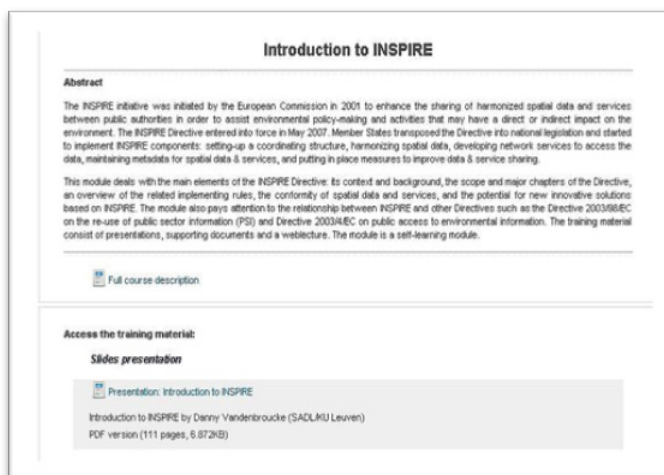 Introduction to INSPIRE
Abstract
The INSPIRE initiative was initiated by the European Commission in 2001 to enhance the sharing of harmonized spatial data and services
between public authorities in order to assist environmental policy-making and activities that may have a direct or indirect impact on the
environment. The INSPIRE Directive entered into force in May 2007. Member States transposed the Directive into national legislation and started
to implement INSPIRE components: setting-up a coordinating structure, harmonizing spatial data, developing network services to access the
data, maintaining metadata for spatial data & services, and putting in place measures to improve data & service sharing.
This module deals with the main elements of the INSPIRE Directive: its context and background, the scope and major chapters of the Directive,
an overview of the related implementing rules, the conformity of spatial data and services, and the potential for new innovative solutions
based on INSPIRE. The module also pays attention to the relationship between INSPIRE and other Directives such as the Directive 2003/98/EC
on the re-use of public sector information (PSI) and Directive 2003/4/EC on public access to environmental information. The training material
consist of presentations, supporting documents and a weblecture. The module is a self-learning module.
Full course description
Access the training material:
Slides presentation
Presentation: Introduction to INSPIRE
Introduction to INSPIRE by Danny Vandenbroucke (SADL/KU Leuven)
PDF version (111 pages, 6.872KB)